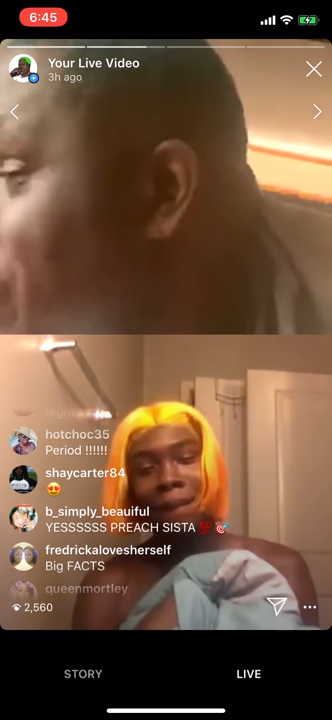 6:45
Your Live Video
3h ago
hotchoc35
Period !!!!!!
shaycarter84
😍
b_simply_beauiful
YESSSSSS PREACH SISTA 💯 🎯
fredrickalovesherself
Big FACTS
queenmortley
2,560
STORY
LIVE